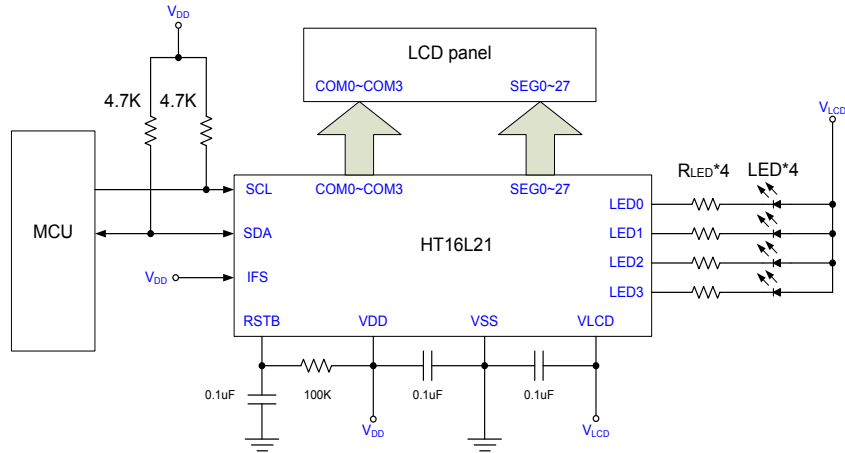 VDD
LCD panel
COM0~COM3 SEG0~27
4.7K 4.7K
VLCD
RLED*4 LED*4
MCU
SCL COM0~COM3 SEG0~27
LED0
SDA HT16L21 LED1
LED2
VDD IFS
LED3
RSTB VDD VSS VLCD
0.1uF 100K 0.1uF 0.1uF
VDD VLCD